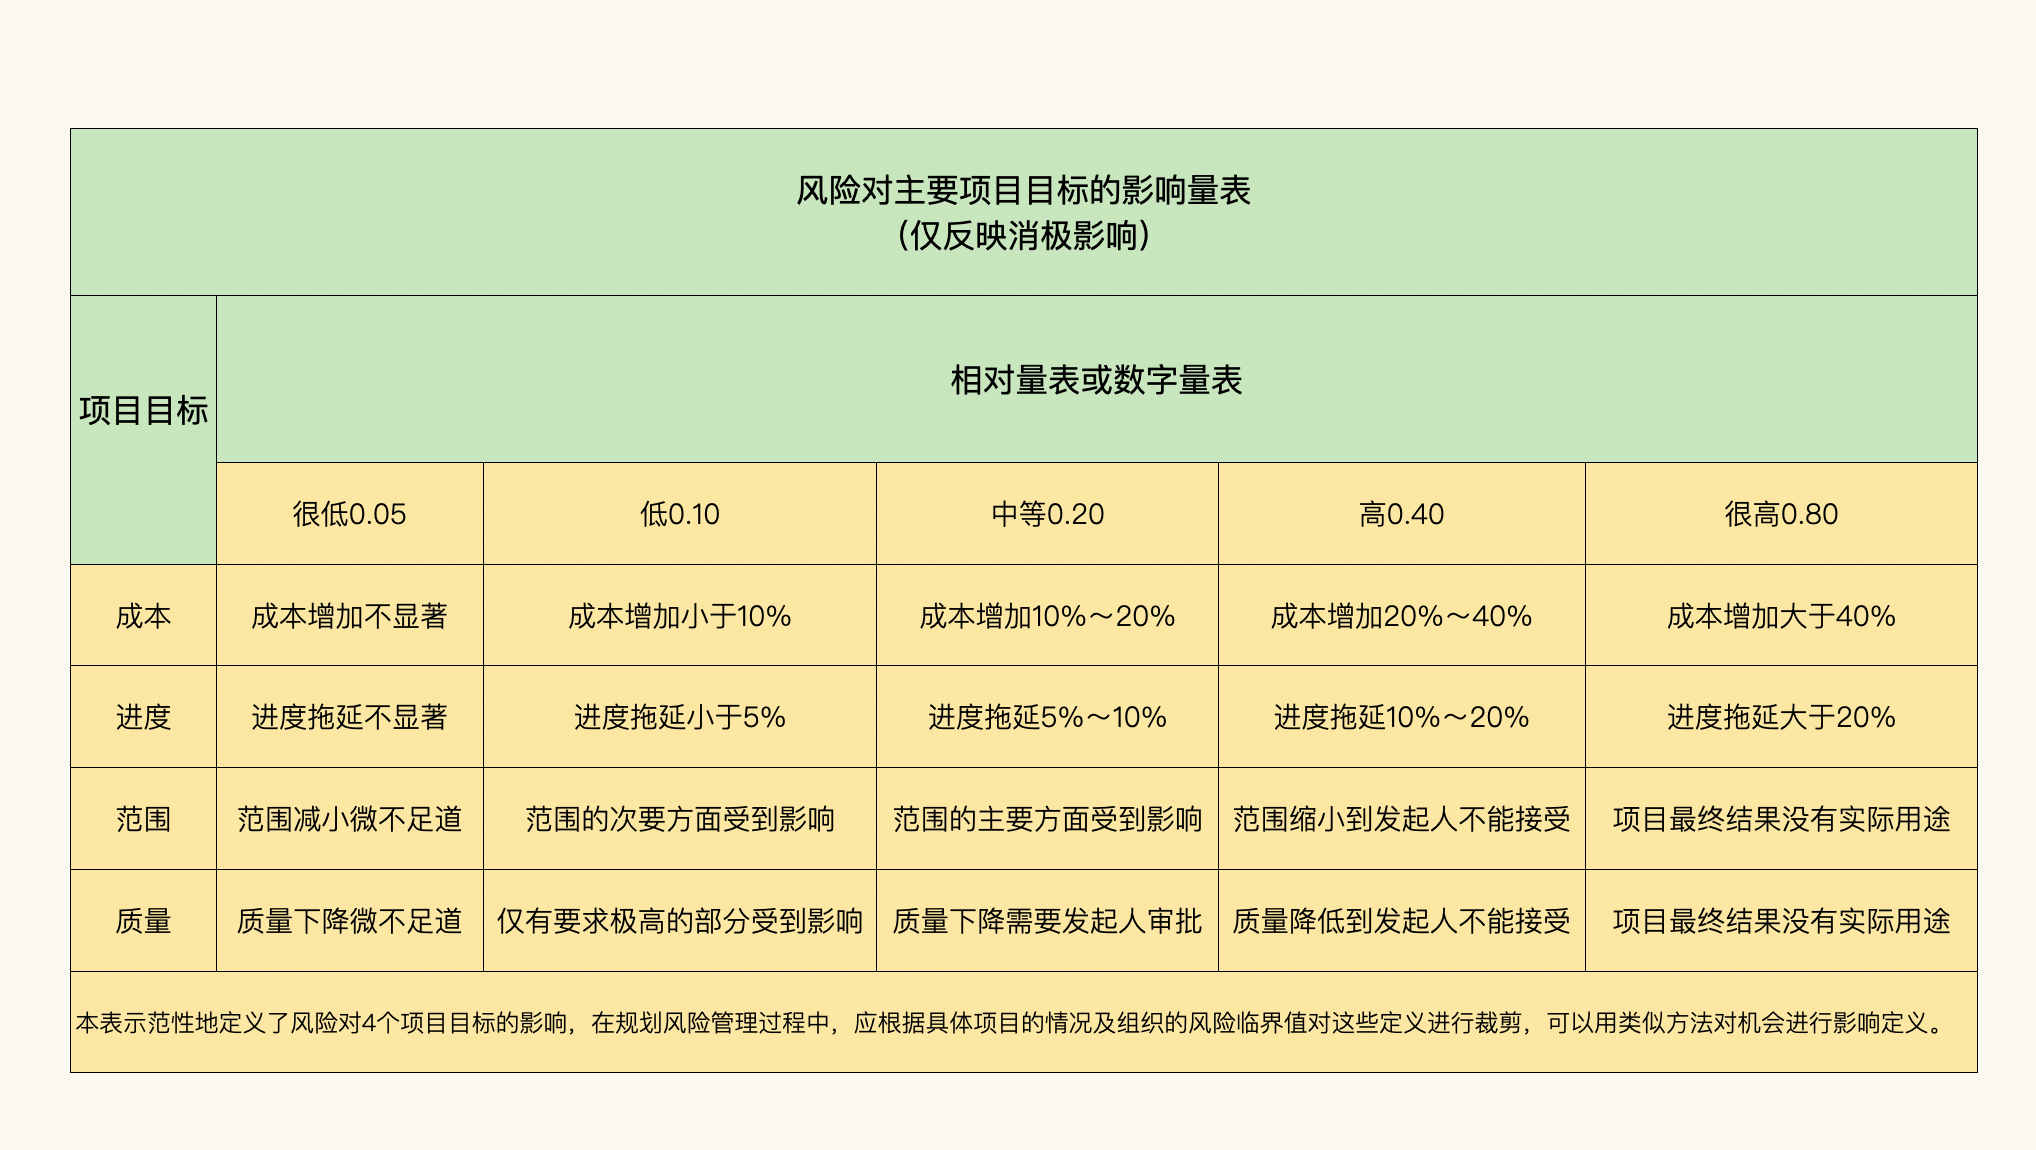 风险对主要项目目标的影响量表
（仅反映消极影响）
项目目标
相对量表或数字量表
很低0.05
低0.10
中等0.20
高0.40
很高0.80
成本
成本增加不显著
成本增加小于10%
成本增加10%～20%
成本增加20%～40%
成本增加大于40%
进度
进度拖延不显著
进度拖延小于5%
进度拖延5%～10%
进度拖延10%～20%
进度拖延大于20%
范围
范围减小微不足道
范围的次要方面受到影响
范围的主要方面受到影响
范围缩小到发起人不能接受
项目最终结果没有实际用途
质量
质量下降微不足道
仅有要求极高的部分受到影响
质量下降需要发起人审批
质量降低到发起人不能接受
项目最终结果没有实际用途
本表示范性地定义了风险对4个项目目标的影响，在规划风险管理过程中，应根据具体项目的情况及组织的风险临界值对这些定义进行裁剪，可以用类似方法对机会进行影响定义。